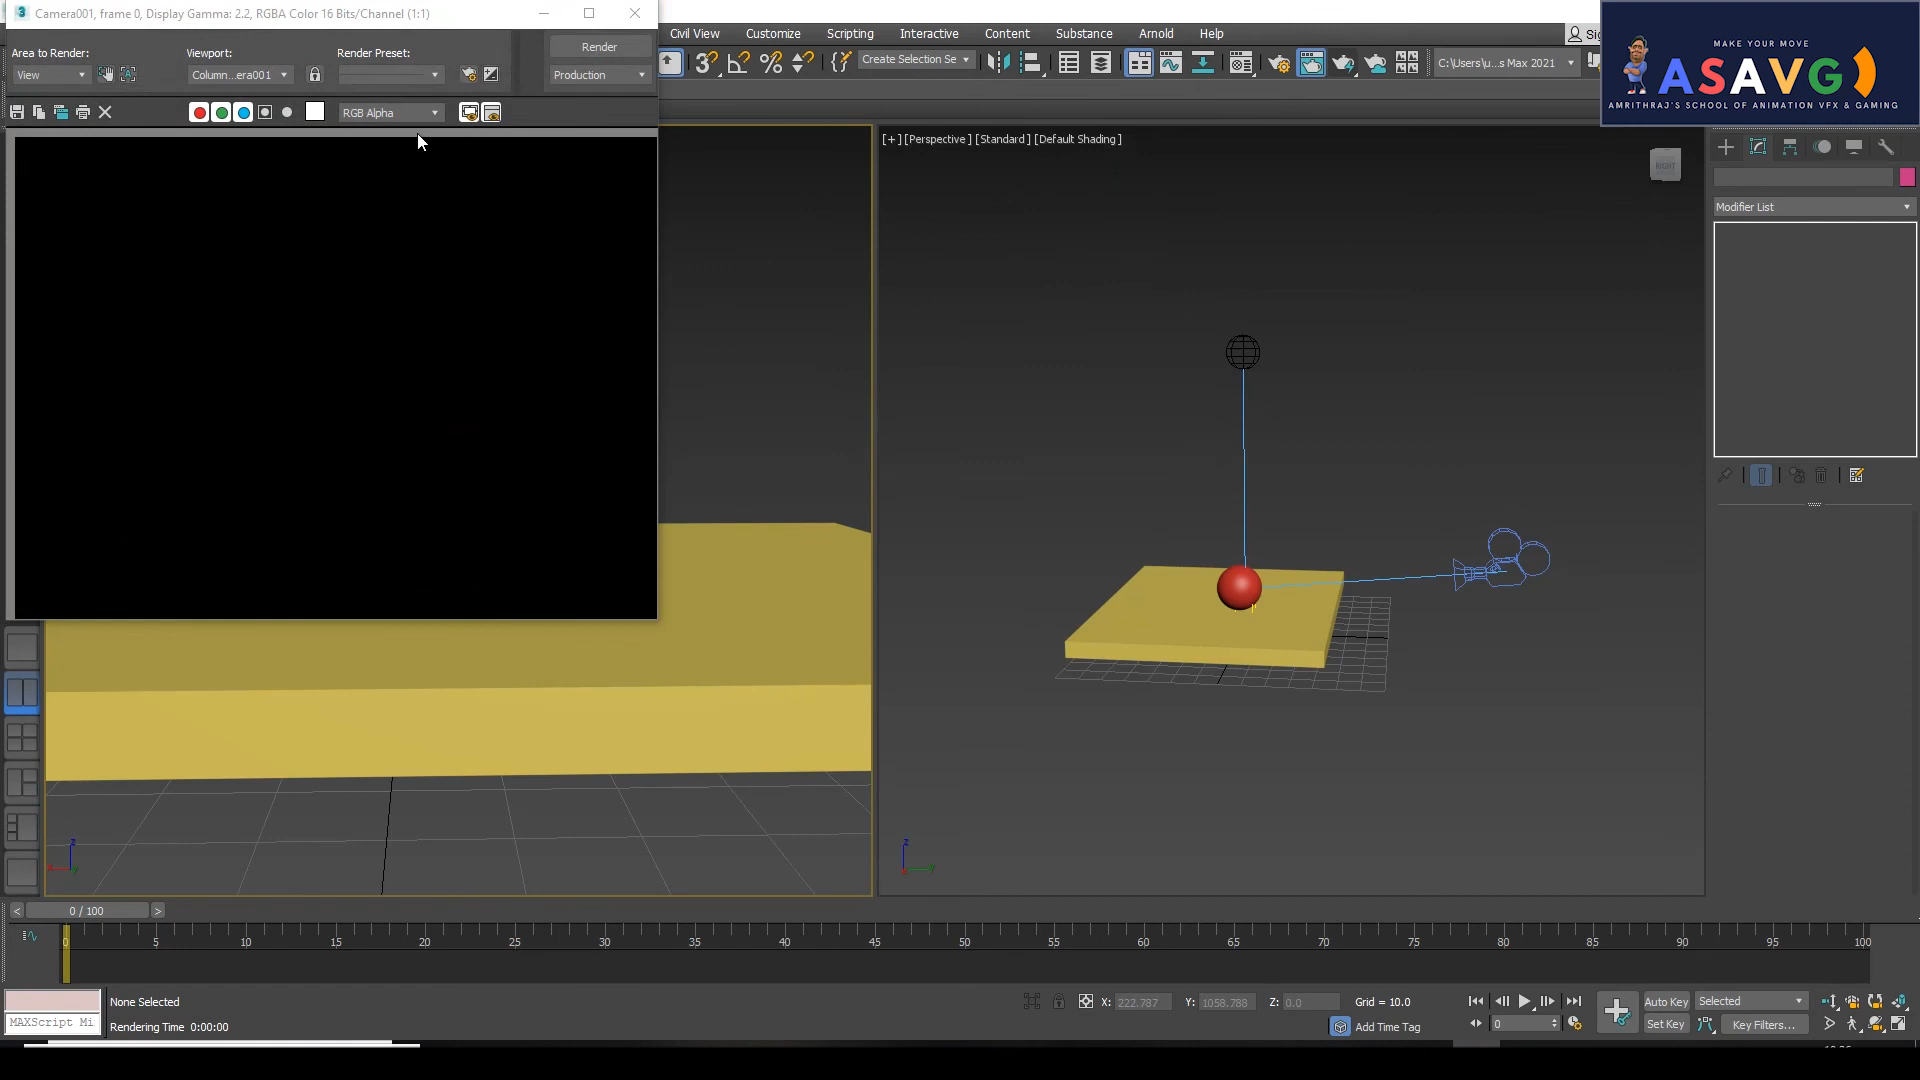 Camera001, frame 0, Display Gamma: 2.2, RGBA Color 16 Bits/Channel (1:1)
Area to Render:
Viewport:
Render Preset:
Render
View
Column...era001
Production
RGB Alpha
Civil View
Customize
Scripting
Interactive
Content
Substance
Arnold
Help
Create Selection Se
C:\Users\u...s Max 2021
MAKE YOUR MOVE
ASAVG
AMRITHRAJ'S SCHOOL OF ANIMATION VFX & GAMING
[+] [Perspective] [Standard] [Default Shading]
RIGHT
Modifier List
z
x
y
z
x
y
< 0 / 100 >
0 5 10 15 20 25 30 35 40 45 50 55 60 65 70 75 80 85 90 95 100
None Selected
X: 222.787
Y: 1058.788
Z: 0.0
Grid = 10.0
Auto Key
Selected
MAXScript Mi
Rendering Time 0:00:00
Add Time Tag
0
Set Key
Key Filters...